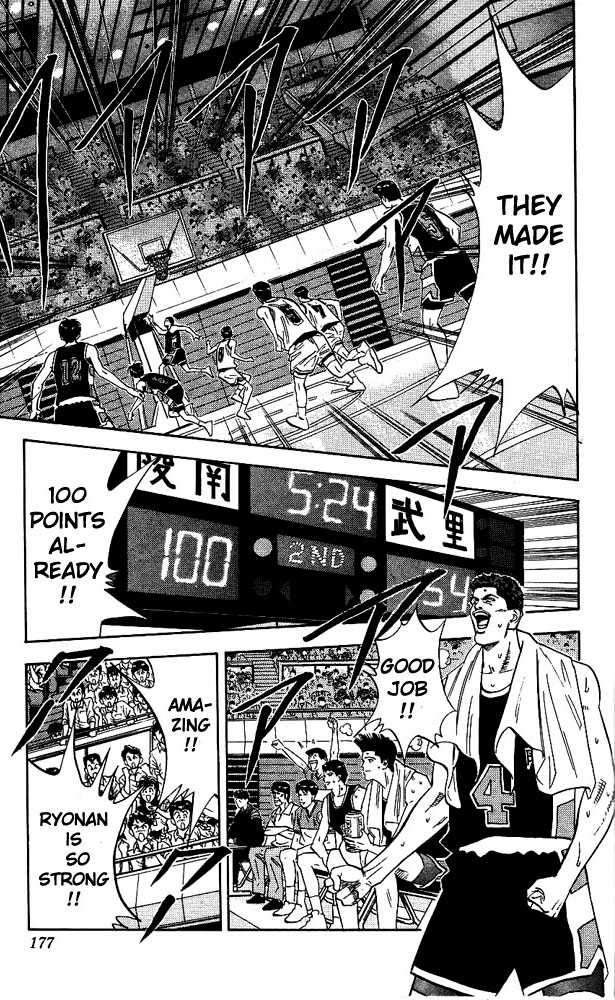 THEY
MADE
IT!!
12
100
POINTS
AL-
READY
!!
陵南
5:24
武里
100
2ND
54
GOOD
JOB
!!
4
AMA-
ZING
!!
RYONAN
IS
SO
STRONG
!!
177